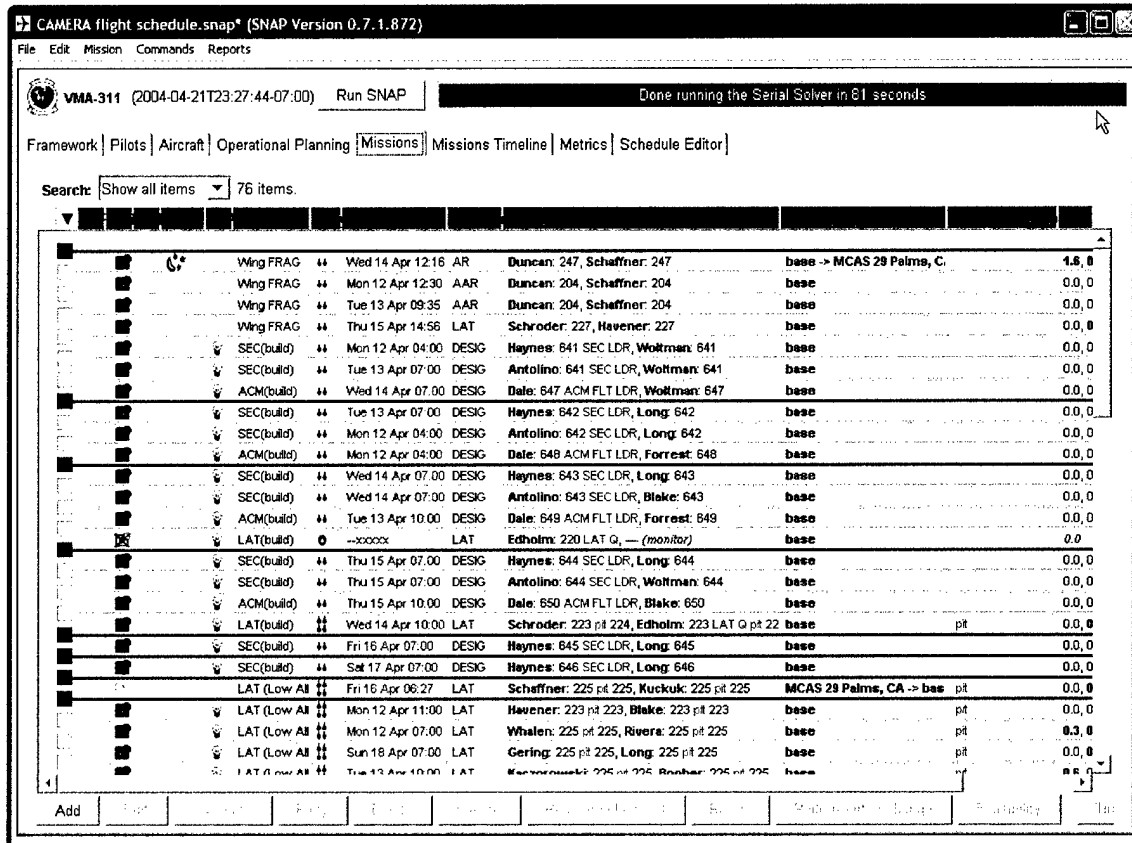 CAMERA flight schedule.snap* (SNAP Version 0.7.1.872)
File Edit Mission Commands Reports
VMA-311 (2004-04-21T23:27:44-07:00) Run SNAP Done running the Serial Solver in 81 seconds
Framework Pilots Aircraft Operational Planning Missions Missions Timeline Metrics Schedule Editor
Search: Show all items 76 items.
Wing FRAG Wed 14 Apr 12:16 AR Duncan: 247, Schaffner: 247 base -> MCAS 29 Palms, C. 1.6, 0
Wing FRAG Mon 12 Apr 12:30 AAR Duncan: 204, Schaffner: 204 base 0.0, 0
Wing FRAG Tue 13 Apr 09:35 AAR Duncan: 204, Schaffner: 204 base 0.0, 0
Wing FRAG Thu 15 Apr 14:56 LAT Schroder: 227, Havener: 227 base 0.0, 0
SEC(build) Mon 12 Apr 04:00 DESIG Haynes: 641 SEC LDR, Woltman: 641 base 0.0, 0
SEC(build) Tue 13 Apr 07:00 DESIG Antolino: 641 SEC LDR, Woltman: 641 base 0.0, 0
ACM(build) Wed 14 Apr 07:00 DESIG Dale: 647 ACM FLT LDR, Woltman: 647 base 0.0, 0
SEC(build) Tue 13 Apr 07:00 DESIG Haynes: 642 SEC LDR, Long: 642 base 0.0, 0
SEC(build) Mon 12 Apr 04:00 DESIG Antolino: 642 SEC LDR, Long: 642 base 0.0, 0
ACM(build) Mon 12 Apr 04:00 DESIG Dale: 648 ACM FLT LDR, Forrest: 648 base 0.0, 0
SEC(build) Wed 14 Apr 07:00 DESIG Haynes: 643 SEC LDR, Long: 643 base 0.0, 0
SEC(build) Wed 14 Apr 07:00 DESIG Antolino: 643 SEC LDR, Blake: 643 base 0.0, 0
ACM(build) Tue 13 Apr 10:00 DESIG Dale: 649 ACM FLT LDR, Forrest: 649 base 0.0, 0
LAT(build) --xxxxx LAT Edholm: 220 LAT Q, — (monitor) base 0.0
SEC(build) Thu 15 Apr 07:00 DESIG Haynes: 644 SEC LDR, Long: 644 base 0.0, 0
SEC(build) Thu 15 Apr 07:00 DESIG Antolino: 644 SEC LDR, Woltman: 644 base 0.0, 0
ACM(build) Thu 15 Apr 10:00 DESIG Dale: 650 ACM FLT LDR, Blake: 650 base 0.0, 0
LAT(build) Wed 14 Apr 10:00 LAT Schroder: 223 pit 224, Edholm: 223 LAT Q pit 22 base pit 0.0, 0
SEC(build) Fri 16 Apr 07:00 DESIG Haynes: 645 SEC LDR, Long: 645 base 0.0, 0
SEC(build) Sat 17 Apr 07:00 DESIG Haynes: 646 SEC LDR, Long: 646 base 0.0, 0
LAT (Low Alt Fri 16 Apr 06:27 LAT Schaffner: 225 pit 225, Kuckuk: 225 pit 225 MCAS 29 Palms, CA -> bas pit 0.0, 0
LAT (Low Alt Mon 12 Apr 11:00 LAT Havener: 223 pit 223, Blake: 223 pit 223 base pit 0.0, 0
LAT (Low Alt Mon 12 Apr 07:00 LAT Whalen: 225 pit 225, Rivera: 225 pit 225 base pit 0.3, 0
LAT (Low Alt Sun 18 Apr 07:00 LAT Gering: 225 pit 225, Long: 225 pit 225 base pit 0.0, 0
LAT (Low Alt Tue 13 Apr 10:00 LAT Kaczorowski: 225 pit 225, 225 pit 225 base pit 0.6, 0
Add